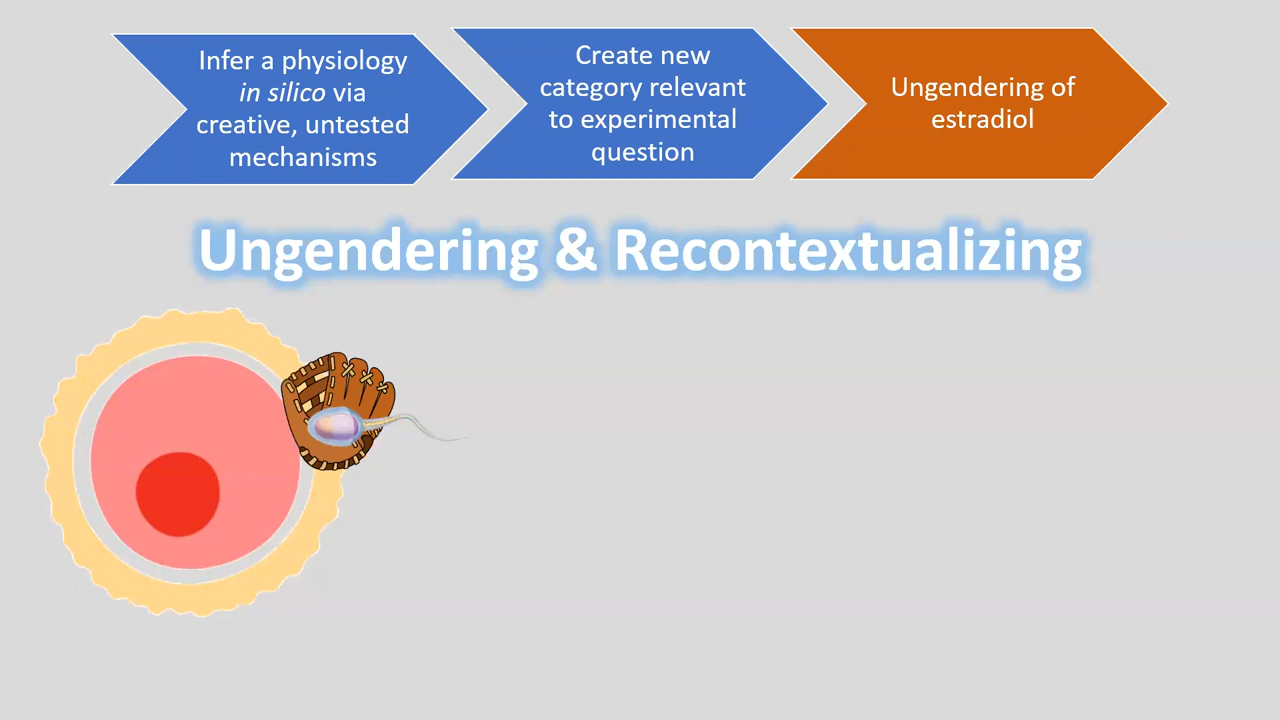 Infer a physiology
in silico via
creative, untested
mechanisms
Create new
category relevant
to experimental
question
Ungendering of
estradiol
Ungendering & Recontextualizing